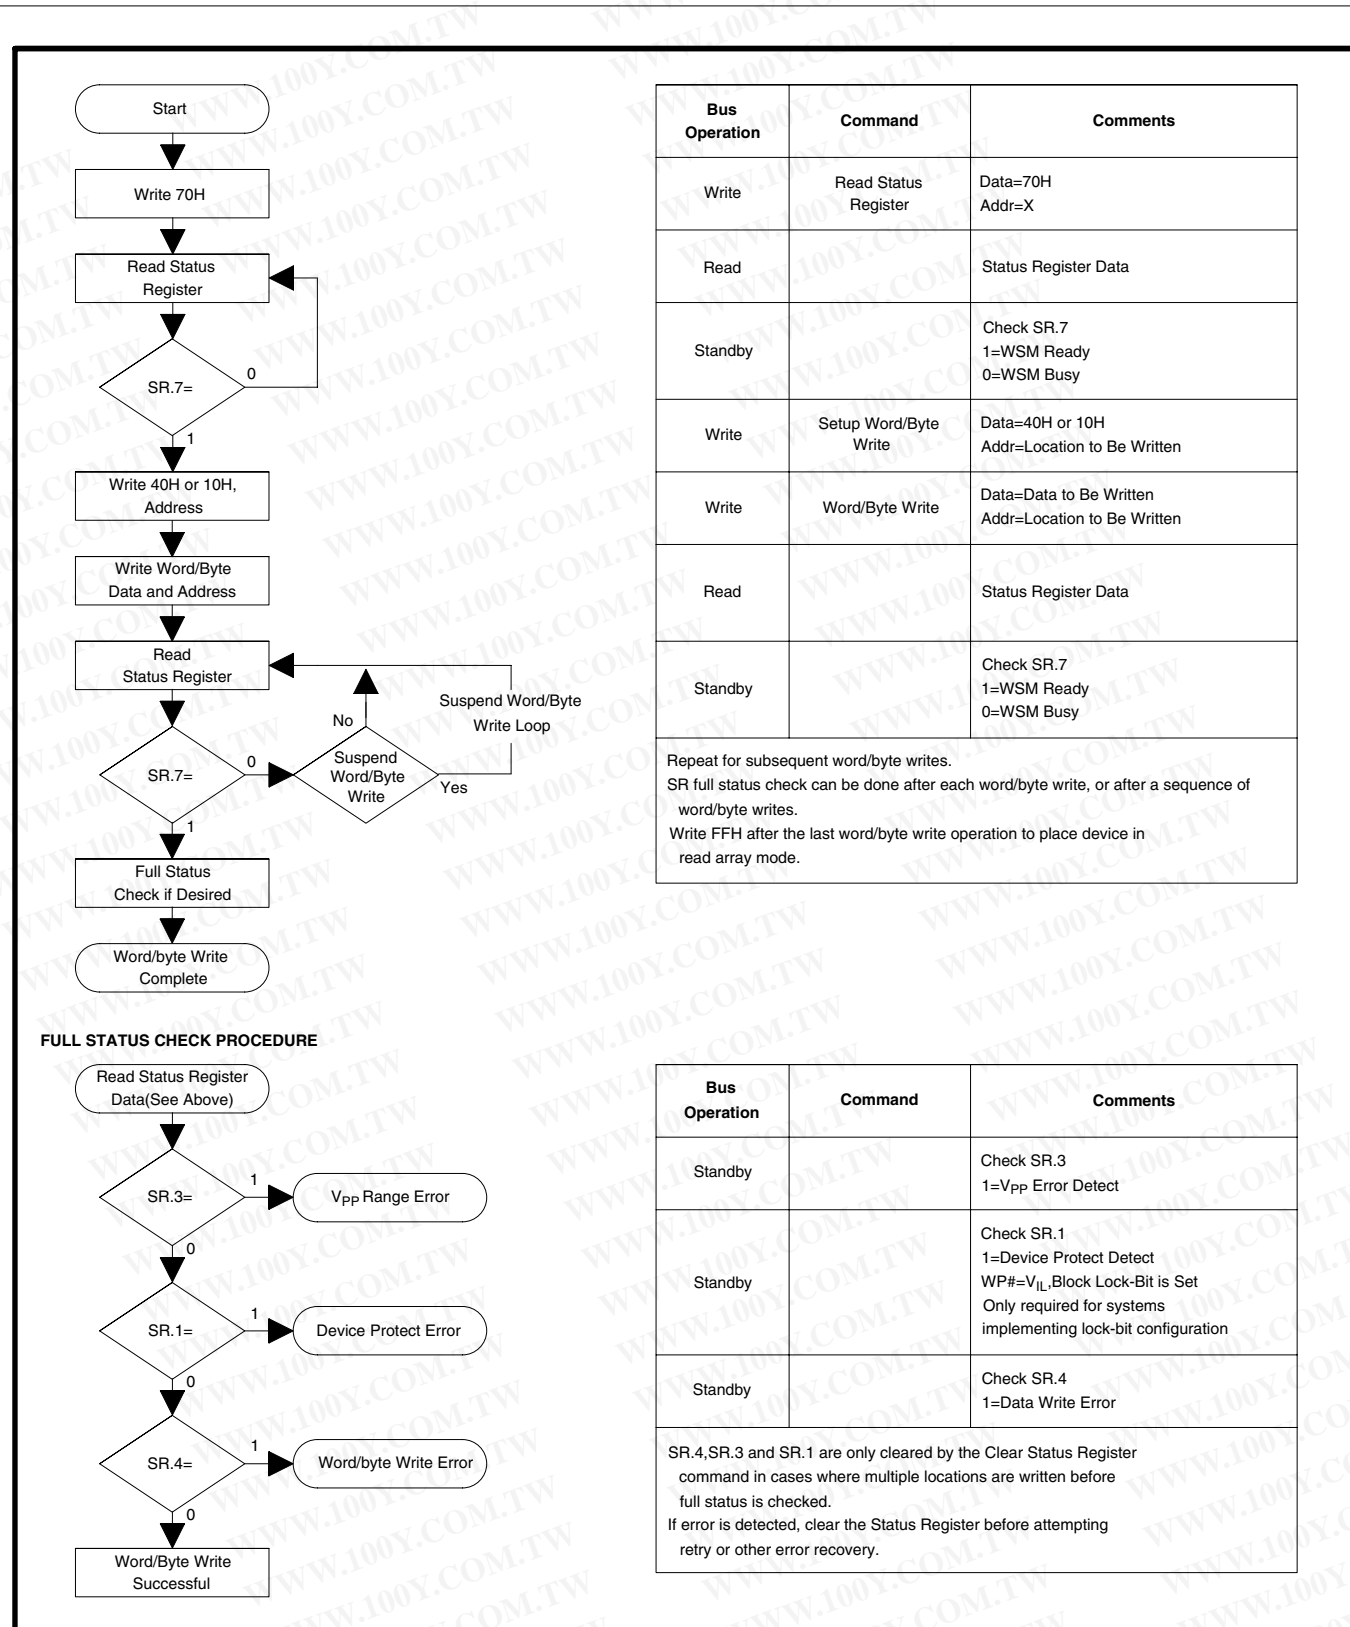 Start
Write 70H
Read Status
Register
SR.7=
0
1
Write 40H or 10H,
Address
Write Word/Byte
Data and Address
Read
Status Register
SR.7=
0
1
No
Suspend
Word/Byte
Write
Yes
Suspend Word/Byte
Write Loop
Full Status
Check if Desired
Word/byte Write
Complete
Bus
Operation
Command
Comments
Write
Read Status
Register
Data=70H
Addr=X
Read
Status Register Data
Standby
Check SR.7
1=WSM Ready
0=WSM Busy
Write
Setup Word/Byte
Write
Data=40H or 10H
Addr=Location to Be Written
Write
Word/Byte Write
Data=Data to Be Written
Addr=Location to Be Written
Read
Status Register Data
Standby
Check SR.7
1=WSM Ready
0=WSM Busy
Repeat for subsequent word/byte writes.
SR full status check can be done after each word/byte write, or after a sequence of
word/byte writes.
Write FFH after the last word/byte write operation to place device in
read array mode.
FULL STATUS CHECK PROCEDURE
Read Status Register
Data(See Above)
SR.3=
1
VPP Range Error
0
SR.1=
1
Device Protect Error
0
SR.4=
1
Word/byte Write Error
0
Word/Byte Write
Successful
Bus
Operation
Command
Comments
Standby
Check SR.3
1=VPP Error Detect
Standby
Check SR.1
1=Device Protect Detect
WP#=VIL,Block Lock-Bit is Set
Only required for systems
implementing lock-bit configuration
Standby
Check SR.4
1=Data Write Error
SR.4,SR.3 and SR.1 are only cleared by the Clear Status Register
command in cases where multiple locations are written before
full status is checked.
If error is detected, clear the Status Register before attempting
retry or other error recovery.
WWW.100Y.COM.TW